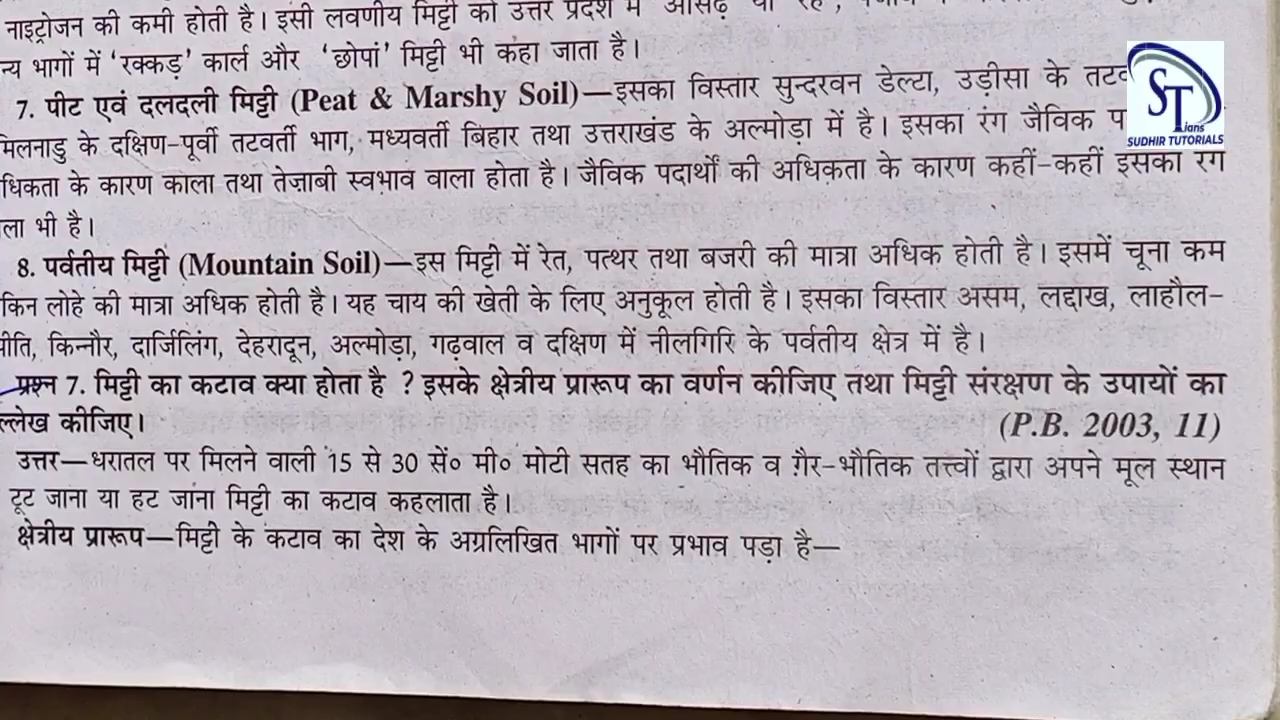 नाइट्रोजन की कमी होती है। इसी लवणीय मिट्टी को उत्तर प्रदेश में
न्य भागों में ‘रक्कड़’ कार्ल और ‘छोपां’ मिट्टी भी कहा जाता है।
7. पीट एवं दलदली मिट्टी (Peat & Marshy Soil)—इसका विस्तार सुन्दरवन डेल्टा, उड़ीसा के तटव
मिलनाडु के दक्षिण-पूर्वी तटवर्ती भाग, मध्यवर्ती बिहार तथा उत्तराखंड के अल्मोड़ा में है। इसका रंग जैविक प
धिकता के कारण काला तथा तेजाबी स्वभाव वाला होता है। जैविक पदार्थों की अधिकता के कारण कहीं-कहीं इसका रंग
ला भी है।
8. पर्वतीय मिट्टी (Mountain Soil)—इस मिट्टी में रेत, पत्थर तथा बजरी की मात्रा अधिक होती है। इसमें चूना कम
किन लोहे की मात्रा अधिक होती है। यह चाय की खेती के लिए अनुकूल होती है। इसका विस्तार असम, लद्दाख, लाहौल-
पीति, किन्नौर, दार्जिलिंग, देहरादून, अल्मोड़ा, गढ़वाल व दक्षिण में नीलगिरि के पर्वतीय क्षेत्र में है।
प्रश्न 7. मिट्टी का कटाव क्या होता है ? इसके क्षेत्रीय प्रारूप का वर्णन कीजिए तथा मिट्टी संरक्षण के उपायों का
ल्लेख कीजिए। (P.B. 2003, 11)
उत्तर—धरातल पर मिलने वाली 15 से 30 सें० मी० मोटी सतह का भौतिक व ग़ैर-भौतिक तत्त्वों द्वारा अपने मूल स्थान
टूट जाना या हट जाना मिट्टी का कटाव कहलाता है।
क्षेत्रीय प्रारूप—मिट्टी के कटाव का देश के अग्रलिखित भागों पर प्रभाव पड़ा है—
STians
SUDHIR TUTORIALS